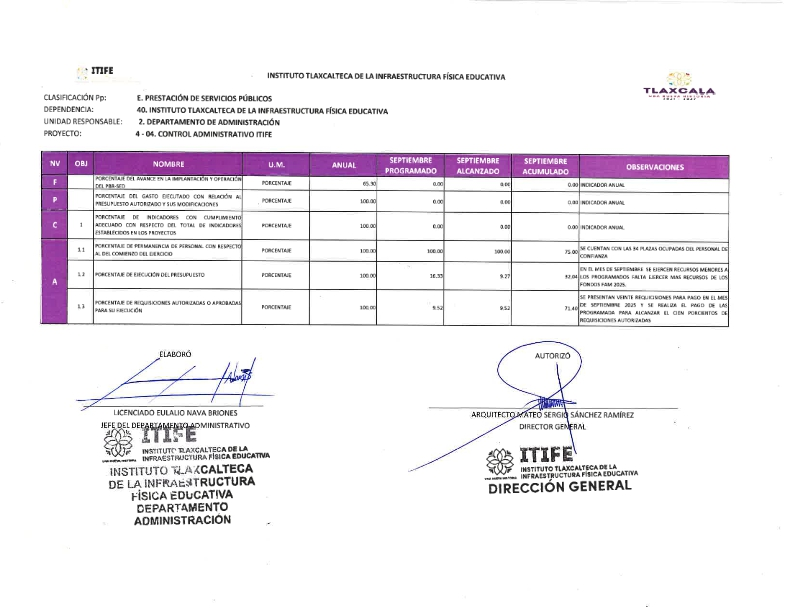 ITIFE
INSTITUTO TLAXCALTECA DE LA INFRAESTRUCTURA FÍSICA EDUCATIVA
TLAXCALA
CLASIFICACIÓN Pp: E. PRESTACIÓN DE SERVICIOS PÚBLICOS
DEPENDENCIA: 40. INSTITUTO TLAXCALTECA DE LA INFRAESTRUCTURA FÍSICA EDUCATIVA
UNIDAD RESPONSABLE: 2. DEPARTAMENTO DE ADMINISTRACIÓN
PROYECTO: 4 - 04. CONTROL ADMINISTRATIVO ITIFE
NV OBJ NOMBRE U.M. ANUAL SEPTIEMBRE PROGRAMADO SEPTIEMBRE ALCANZADO SEPTIEMBRE ACUMULADO OBSERVACIONES
F PORCENTAJE DEL AVANCE EN LA IMPLANTACIÓN Y OPERACIÓN
DEL PBR-SED PORCENTAJE 65.30 0.00 0.00 0.00 INDICADOR ANUAL
P PORCENTAJE DEL GASTO EJECUTADO CON RELACIÓN AL
PRESUPUESTO AUTORIZADO Y SUS MODIFICACIONES PORCENTAJE 100.00 0.00 0.00 0.00 INDICADOR ANUAL
C 1 PORCENTAJE DE INDICADORES CON CUMPLIMIENTO
ADECUADO CON RESPECTO DEL TOTAL DE INDICADORES
ESTABLECIDOS EN LOS PROYECTOS PORCENTAJE 100.00 0.00 0.00 0.00 INDICADOR ANUAL
A
1.1 PORCENTAJE DE PERMANENCIA DE PERSONAL CON RESPECTO
AL DEL COMIENZO DEL EJERCICIO PORCENTAJE 100.00 100.00 100.00 75.00 SE CUENTAN CON LAS 34 PLAZAS OCUPADAS DEL PERSONAL DE
CONFIANZA
1.2 PORCENTAJE DE EJECUCIÓN DEL PRESUPUESTO PORCENTAJE 100.00 16.33 9.27 32.04 EN EL MES DE SEPTIEMBRE SE EJERCEN RECURSOS MENORES A
LOS PROGRAMADOS FALTA EJERCER MAS RECURSOS DE LOS
FONDOS FAM 2025.
1.3 PORCENTAJE DE REQUISICIONES AUTORIZADAS O APROBADAS
PARA SU EJECUCIÓN PORCENTAJE 100.00 9.52 9.52 71.40 SE PRESENTAN VEINTE REQUICISIONES PARA PAGO EN EL MES
DE SEPTIEMBRE 2025 Y SE REALIZA EL PAGO DE LAS
PROGRAMADA PARA ALCANZAR EL CIEN PORCIENTOS DE
REQUISICIONES AUTORIZADAS
ELABORÓ
LICENCIADO EULALIO NAVA BRIONES
JEFE DEL DEPARTAMENTO ADMINISTRATIVO
ITIFE
INSTITUTO TLAXCALTECA DE LA
INFRAESTRUCTURA FÍSICA EDUCATIVA
INSTITUTO TLAXCALTECA
DE LA INFRAESTRUCTURA
FÍSICA EDUCATIVA
DEPARTAMENTO
ADMINISTRACIÓN
AUTORIZÓ
ARQUITECTO MATEO SERGIO SÁNCHEZ RAMÍREZ
DIRECTOR GENERAL
ITIFE
INSTITUTO TLAXCALTECA DE LA
INFRAESTRUCTURA FÍSICA EDUCATIVA
DIRECCIÓN GENERAL